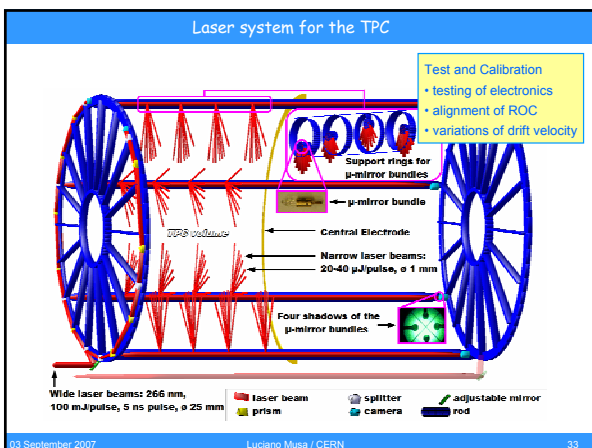 Laser system for the TPC
Test and Calibration
• testing of electronics
• alignment of ROC
• variations of drift velocity
Support rings for
μ-mirror bundles
μ-mirror bundle
TPC volume
Central Electrode
Narrow laser beams:
20-40 μJ/pulse, ø 1 mm
Four shadows of the
μ-mirror bundles
Wide laser beams: 266 nm,
100 mJ/pulse, 5 ns pulse, ø 25 mm
laser beam
splitter
adjustable mirror
prism
camera
rod
03 September 2007
Luciano Musa / CERN
33